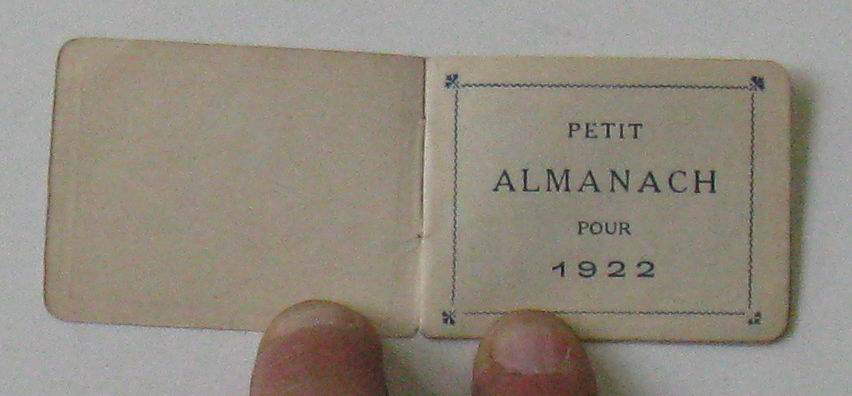 PETIT
ALMANACH
POUR
1922